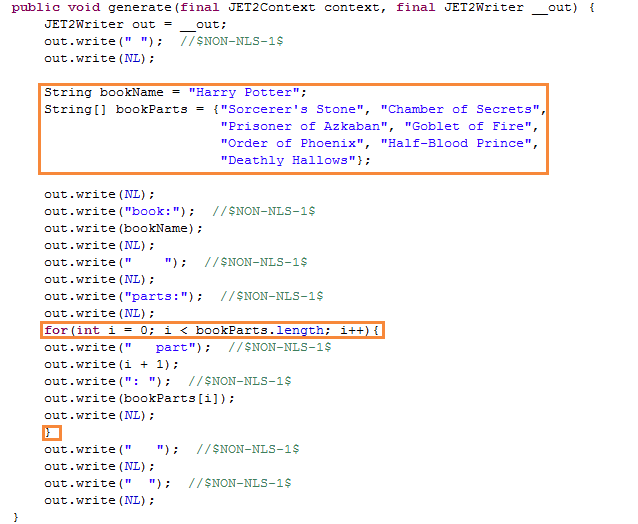 public void generate(final JET2Context context, final JET2Writer __out) {
    JET2Writer out = __out;
    out.write(" ");  //$NON-NLS-1$
    out.write(NL);
    String bookName = "Harry Potter";
    String[] bookParts = {"Sorcerer's Stone", "Chamber of Secrets",
                          "Prisoner of Azkaban", "Goblet of Fire",
                          "Order of Phoenix", "Half-Blood Prince",
                          "Deathly Hallows"};
    out.write(NL);
    out.write("book:");  //$NON-NLS-1$
    out.write(bookName);
    out.write(NL);
    out.write("    ");  //$NON-NLS-1$
    out.write(NL);
    out.write("parts:");   //$NON-NLS-1$
    out.write(NL);
    for(int i = 0; i < bookParts.length; i++){
    out.write("   part");  //$NON-NLS-1$
    out.write(i + 1);
    out.write(": ");  //$NON-NLS-1$
    out.write(bookParts[i]);
    out.write(NL);
    }
    out.write("   ");  //$NON-NLS-1$
    out.write(NL);
    out.write("  ");  //$NON-NLS-1$
    out.write(NL);
}